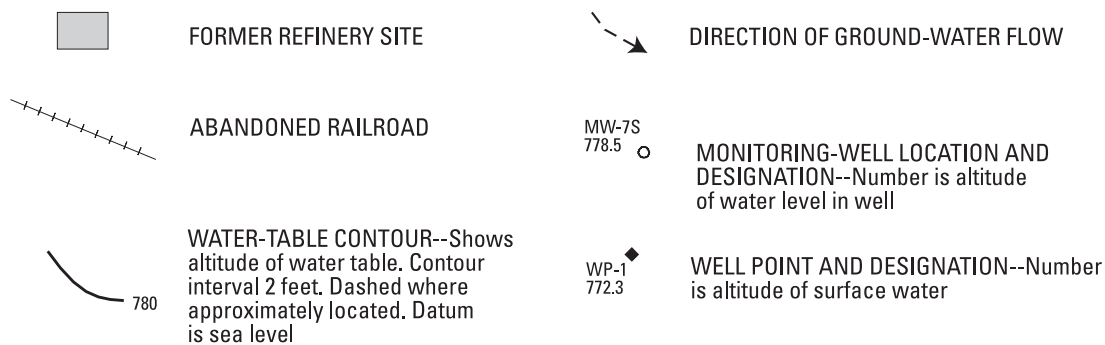 FORMER REFINERY SITE
ABANDONED RAILROAD
780
WATER-TABLE CONTOUR--Shows
altitude of water table. Contour
interval 2 feet. Dashed where
approximately located. Datum
is sea level
DIRECTION OF GROUND-WATER FLOW
MW-7S
778.5
MONITORING-WELL LOCATION AND
DESIGNATION--Number is altitude
of water level in well
WP-1
772.3
WELL POINT AND DESIGNATION--Number
is altitude of surface water